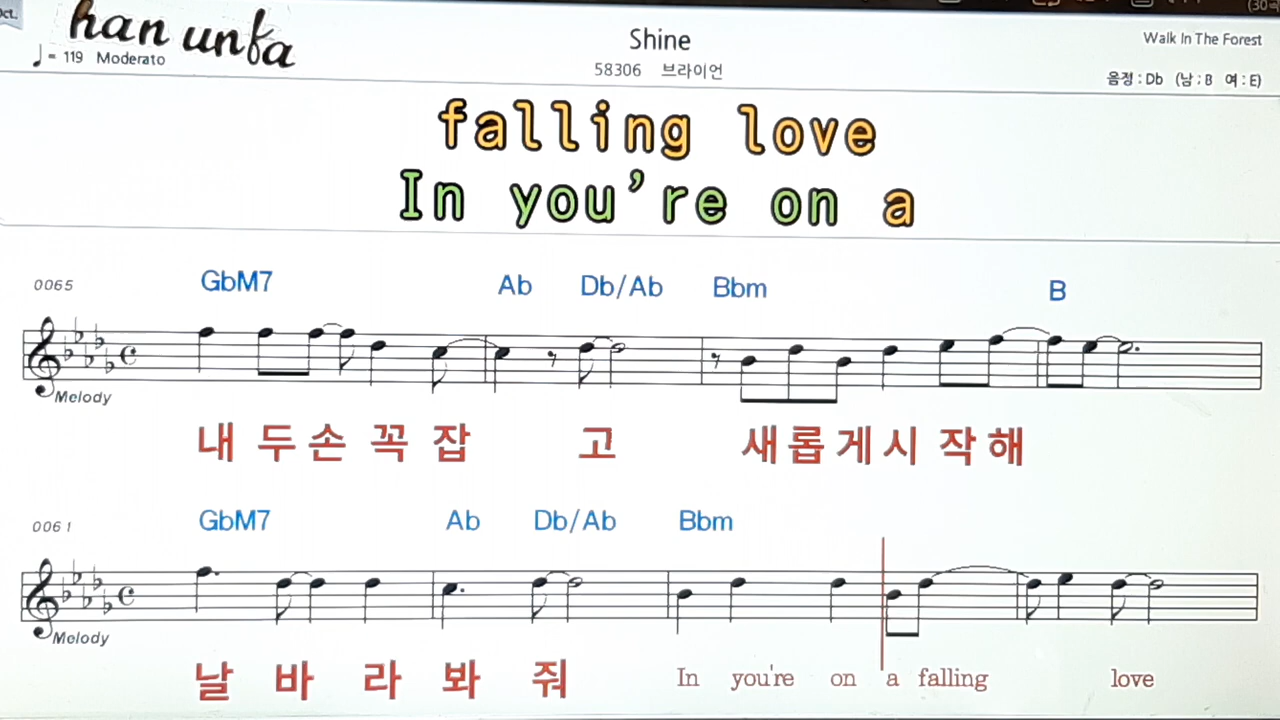 Oct.
han unfa
♩= 119 Moderato
Shine
58306 브라이언
Walk In The Forest
음정 : Db (남 ; B 여 : E)
falling love
In you're on a
0065
GbM7 Ab Db/Ab Bbm B
Melody
내 두 손 꼭 잡 고 새 롭 게 시 작 해
0061
GbM7 Ab Db/Ab Bbm
Melody
날 바 라 봐 줘 In you're on a falling love